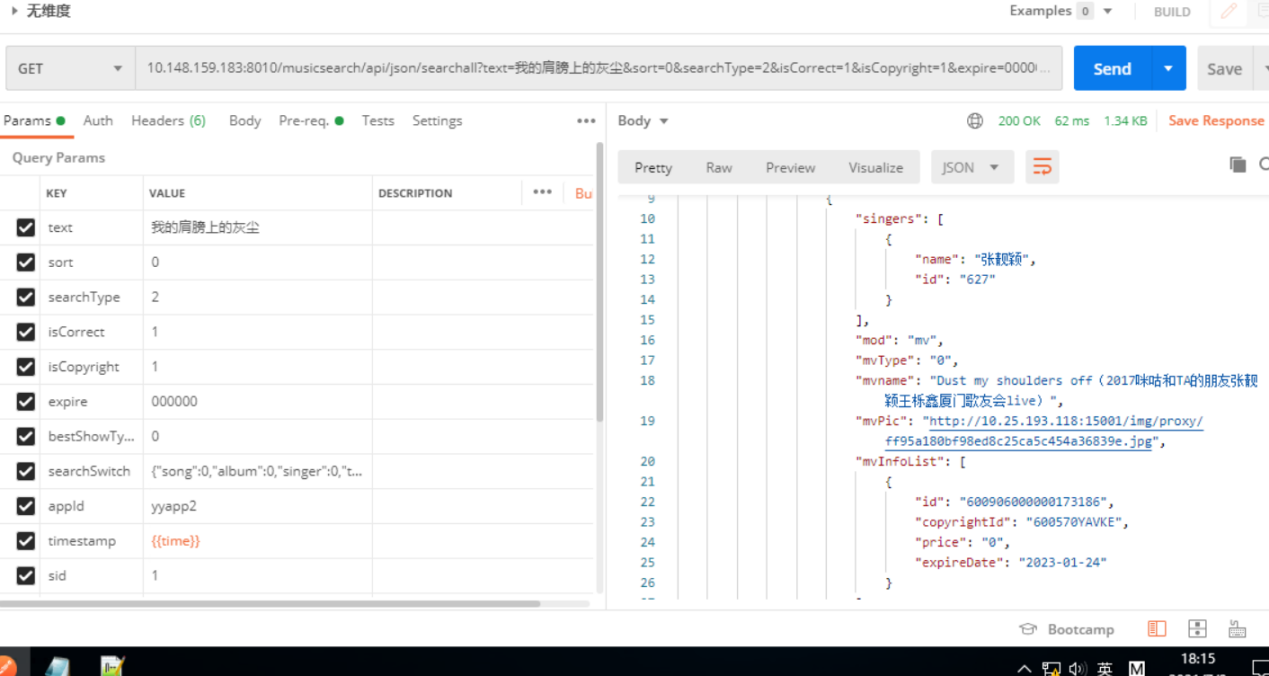 无维度
Examples 0 BUILD
GET 10.148.159.183:8010/musicsearch/api/json/searchall?text=我的肩膀上的灰尘&sort=0&searchType=2&isCorrect=1&isCopyright=1&expire=0000... Send Save
Params Auth Headers (6) Body Pre-req. Tests Settings •••
Query Params
KEY VALUE DESCRIPTION ••• Bu
text 我的肩膀上的灰尘
sort 0
searchType 2
isCorrect 1
isCopyright 1
expire 000000
bestShowTy... 0
searchSwitch {"song":0,"album":0,"singer":0,"t...
appId yyapp2
timestamp {{time}}
sid 1
Body 200 OK 62 ms 1.34 KB Save Response
Pretty Raw Preview Visualize JSON
9 {
10 "singers": [
11 {
12 "name": "张靓颖",
13 "id": "627"
14 }
15 ],
16 "mod": "mv",
17 "mvType": "0",
18 "mvname": "Dust my shoulders off（2017咪咕和TA的朋友张靓
颖王栎鑫厦门歌友会live）",
19 "mvPic": "http://10.25.193.118:15001/img/proxy/
ff95a180bf98ed8c25ca5c454a36839e.jpg",
20 "mvInfoList": [
21 {
22 "id": "600906000000173186",
23 "copyrightId": "600570YAVKE",
24 "price": "0",
25 "expireDate": "2023-01-24"
26 }
Bootcamp
英 M 18:15